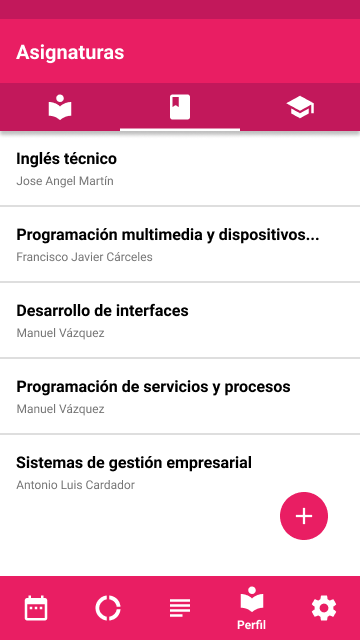 Asignaturas
Inglés técnico
Jose Angel Martín
Programación multimedia y dispositivos...
Francisco Javier Cárceles
Desarrollo de interfaces
Manuel Vázquez
Programación de servicios y procesos
Manuel Vázquez
Sistemas de gestión empresarial
Antonio Luis Cardador
Perfil